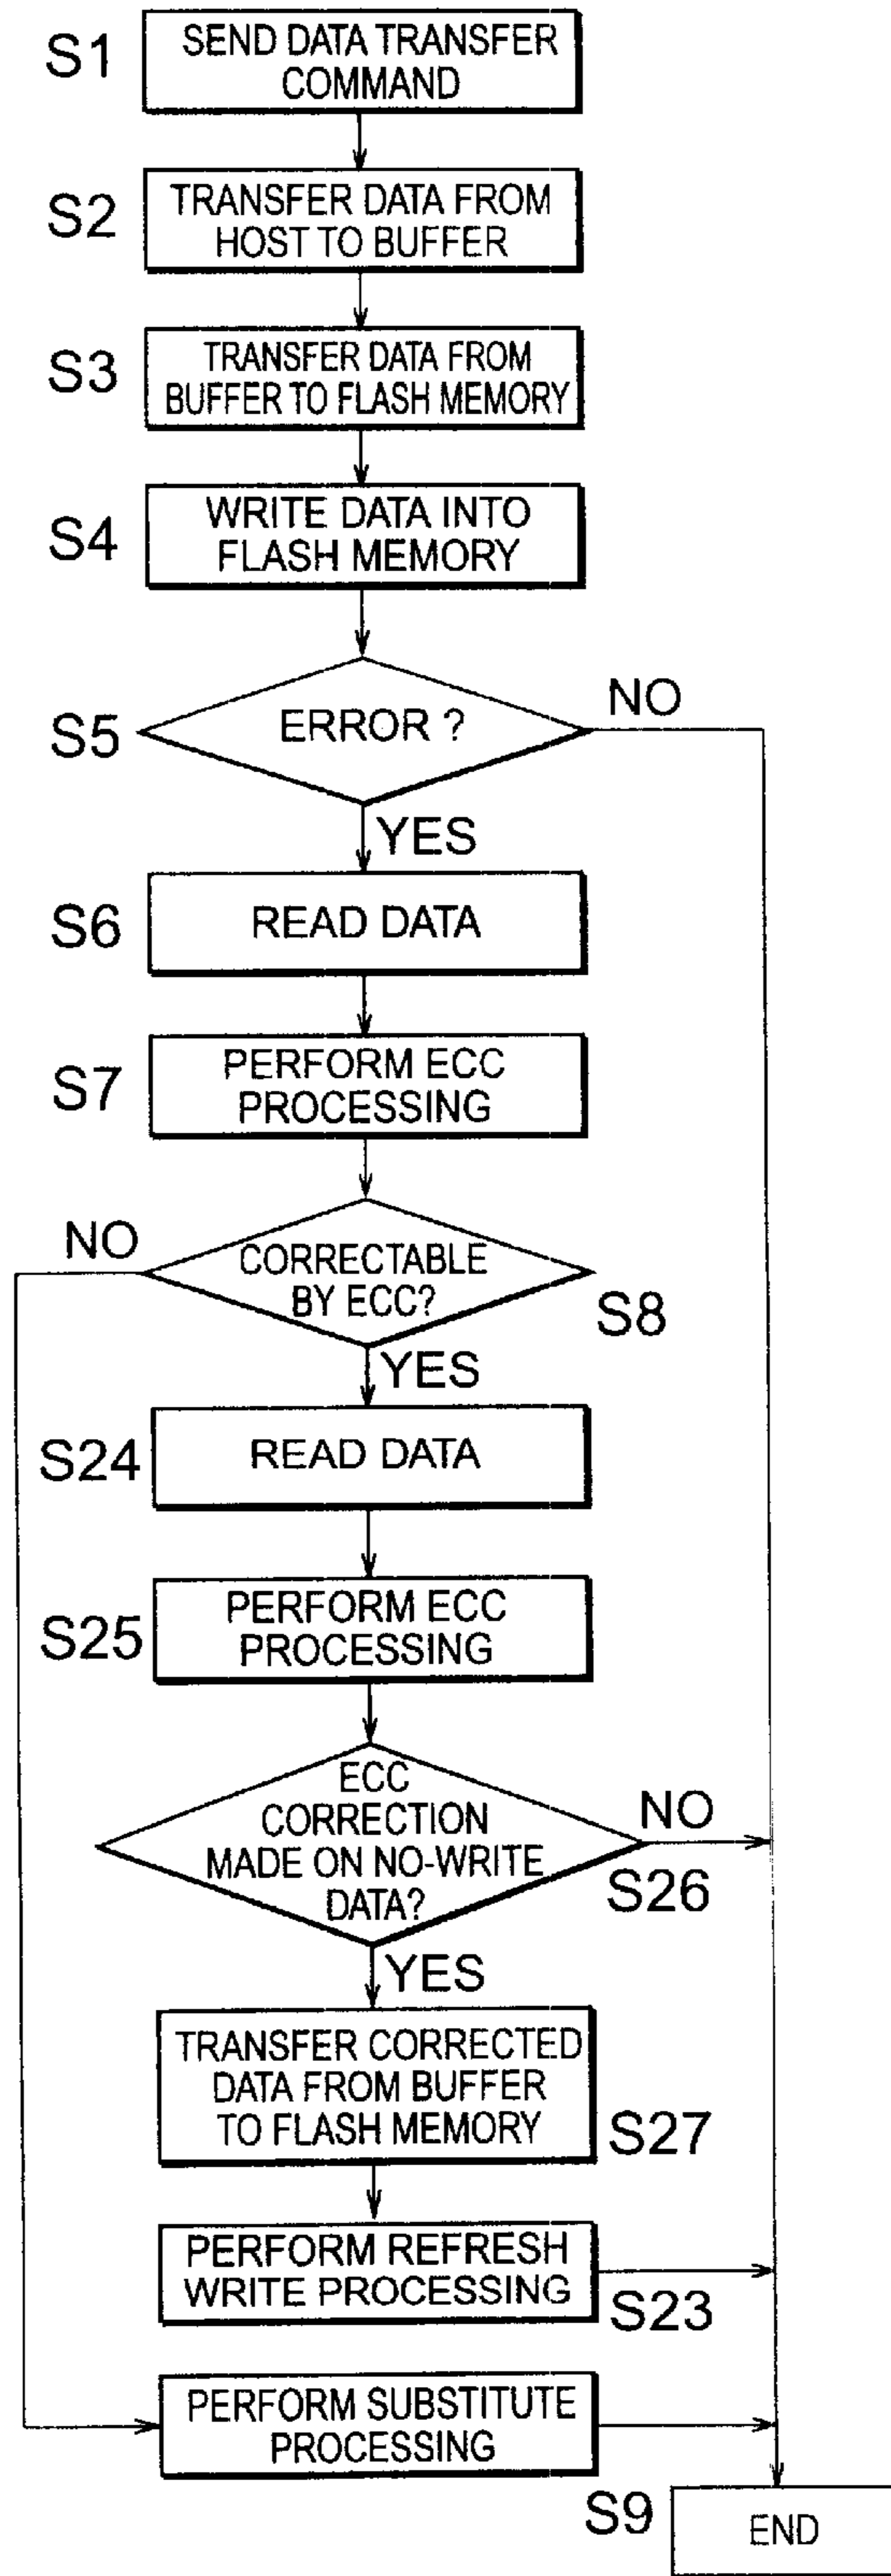 S1
SEND DATA TRANSFER
COMMAND
S2
TRANSFER DATA FROM
HOST TO BUFFER
S3
TRANSFER DATA FROM
BUFFER TO FLASH MEMORY
S4
WRITE DATA INTO
FLASH MEMORY
S5
ERROR ?
NO
YES
S6
READ DATA
S7
PERFORM ECC
PROCESSING
NO
CORRECTABLE
BY ECC?
S8
YES
S24
READ DATA
S25
PERFORM ECC
PROCESSING
ECC
CORRECTION
MADE ON NO-WRITE
DATA?
NO
S26
YES
TRANSFER CORRECTED
DATA FROM BUFFER
TO FLASH MEMORY
S27
PERFORM REFRESH
WRITE PROCESSING
S23
PERFORM SUBSTITUTE
PROCESSING
S9
END